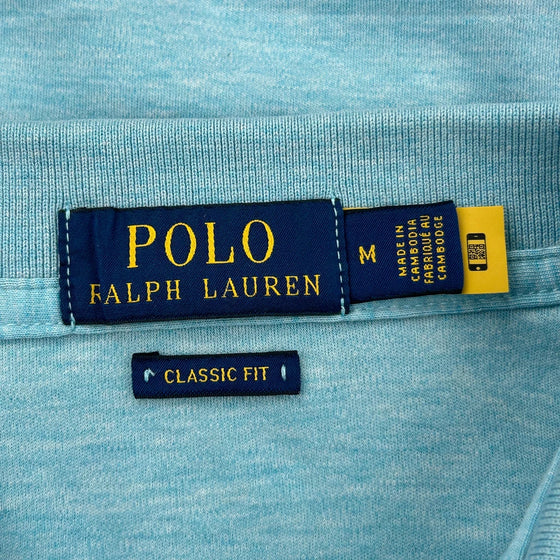 POLO
RALPH LAUREN
M
MADE IN
CAMBODIA
FABRIQUÉ AU
CAMBODGE
CLASSIC FIT